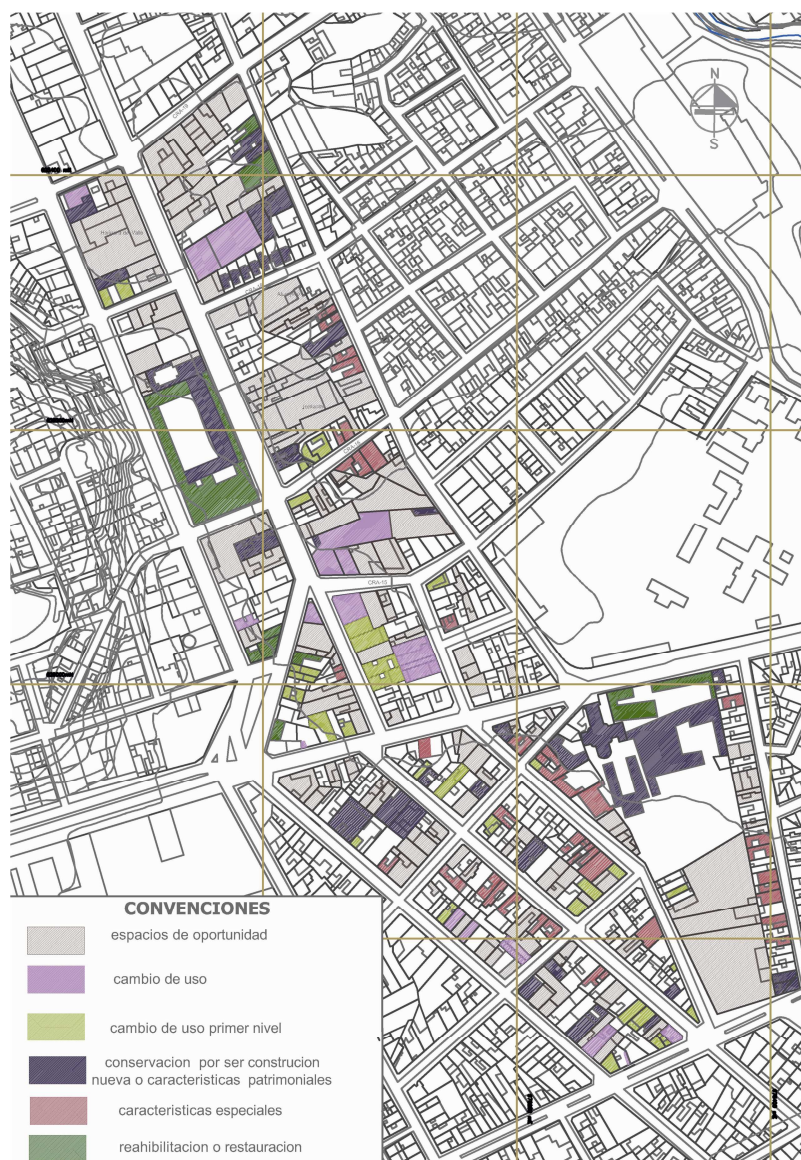 N
S
CRA-13
CONVENCIONES
espacios de oportunidad
cambio de uso
cambio de uso primer nivel
conservacion por ser construcion
nueva o caracteristicas patrimoniales
caracteristicas especiales
reahibilitacion o restauracion